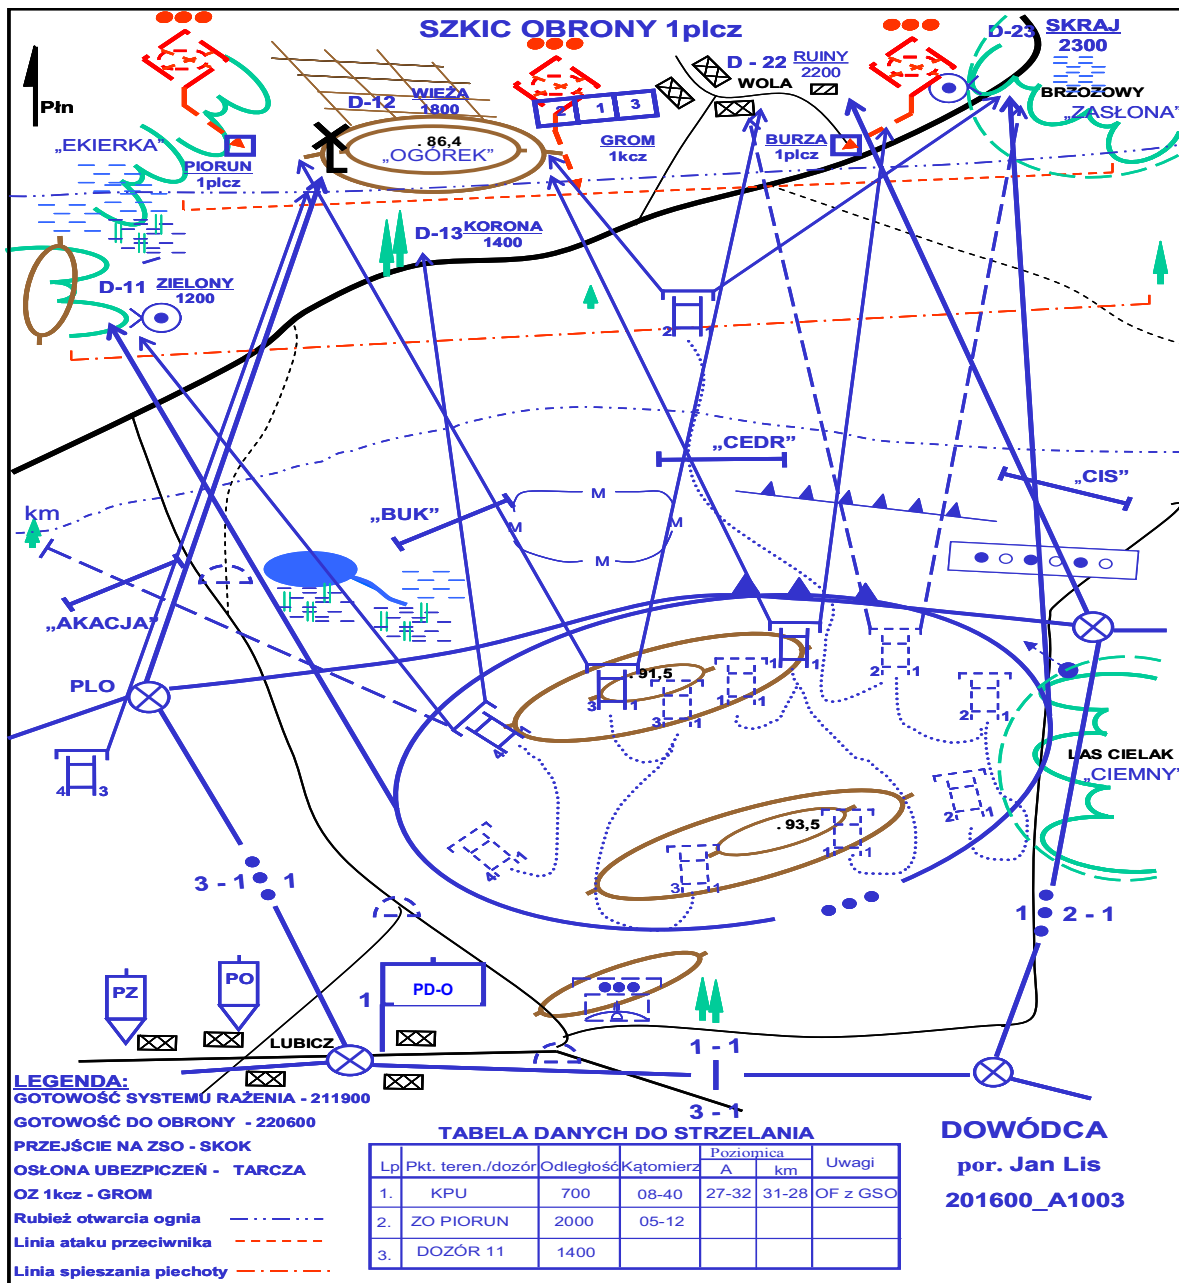 SZKIC OBRONY 1plcz
D-23 SKRAJ
2300
D - 22 RUINY
2200
WOLA
Płn
D-12 WIEŻA
1800
2 1 3
BRZOZOWY
„ZASŁONA”
„EKIERKA”
. 86,4
„OGÓREK”
GROM
1kcz
BURZA
1plcz
PIORUN
1plcz
D-13 KORONA
1400
D-11 ZIELONY
1200
2
„CEDR”
„CIS”
km
„BUK”
M
M
M
M
„AKACJA”
PLO
. 91,5
3 1
3 1
1 1
1 1
2 1
2 1
4
LAS CIELAK
„CIEMNY”
4 3
2 1
. 93,5
1 1
4
3 1
3 - 1 1
1 2 - 1
PZ
PO
PD-O
1
LUBICZ
1 - 1
3 - 1
LEGENDA:
GOTOWOŚĆ SYSTEMU RAŻENIA - 211900
GOTOWOŚĆ DO OBRONY - 220600
PRZEJŚCIE NA ZSO - SKOK
OSŁONA UBEZPICZEŃ - TARCZA
OZ 1kcz - GROM
Rubież otwarcia ognia
Linia ataku przeciwnika
Linia spieszania piechoty
TABELA DANYCH DO STRZELANIA
Lp Pkt. teren./dozór Odległość Kątomierz Poziomica Uwagi
A km
1. KPU 700 08-40 27-32 31-28 OF z GSO
2. ZO PIORUN 2000 05-12
3. DOZÓR 11 1400
DOWÓDCA
por. Jan Lis
201600_A1003